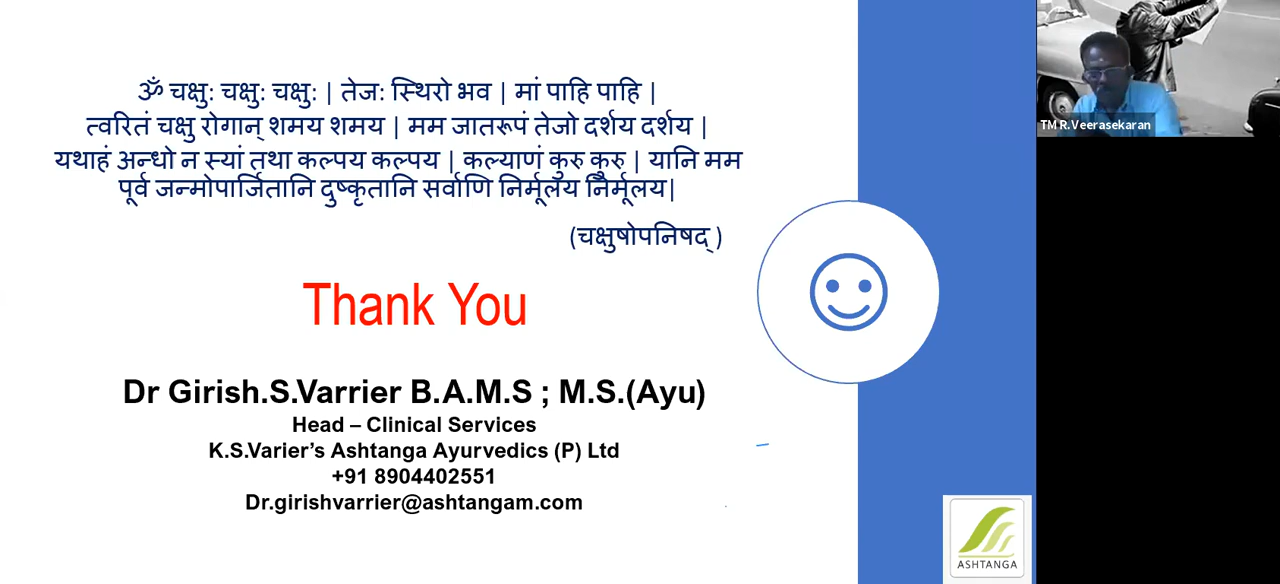 ॐ चक्षुः चक्षुः चक्षुः | तेजः स्थिरो भव | मां पाहि पाहि |
त्वरितं चक्षु रोगान् शमय शमय | मम जातरूपं तेजो दर्शय दर्शय |
यथाहं अन्धो न स्यां तथा कल्पय कल्पय | कल्याणं कुरु कुरु | यानि मम
पूर्व जन्मोपार्जितानि दुष्कृतानि सर्वाणि निर्मूलय निर्मूलय|
(चक्षुषोपनिषद् )
Thank You
Dr Girish.S.Varrier B.A.M.S ; M.S.(Ayu)
Head – Clinical Services
K.S.Varier’s Ashtanga Ayurvedics (P) Ltd
+91 8904402551
Dr.girishvarrier@ashtangam.com
TM R.Veerasekaran
ASHTANGA